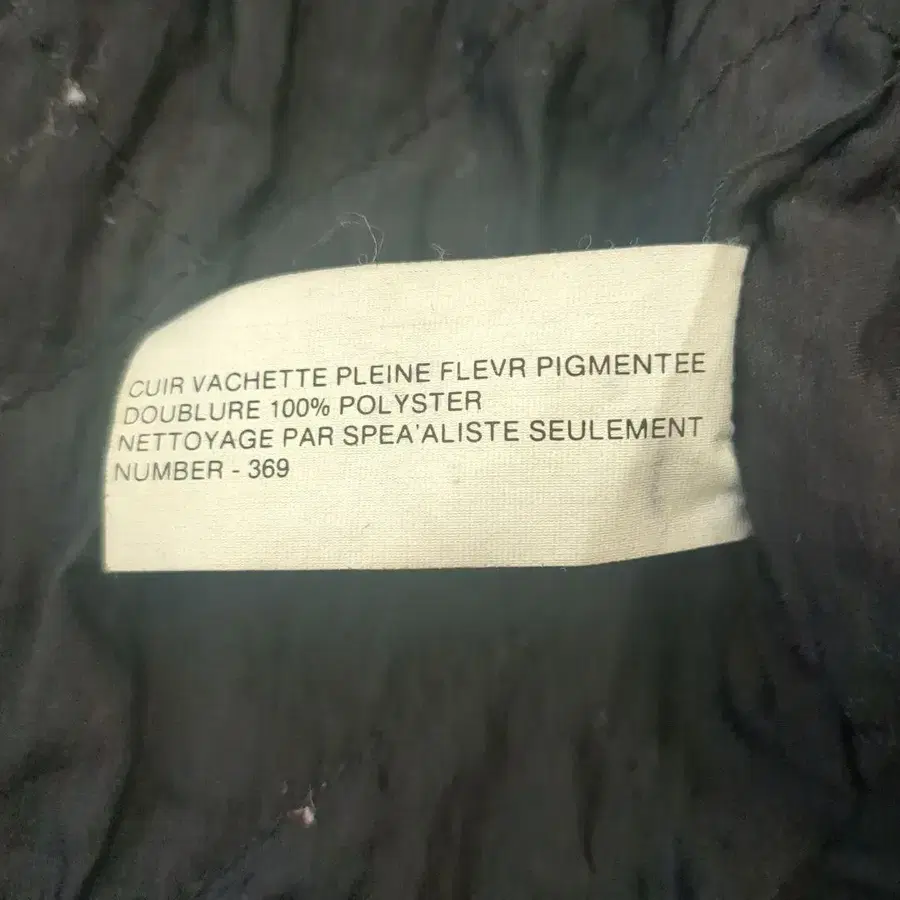 CUIR VACHETTE PLEINE FLEVR PIGMENTEE
DOUBLURE 100% POLYSTER
NETTOYAGE PAR SPEA'ALISTE SEULEMENT
NUMBER - 369